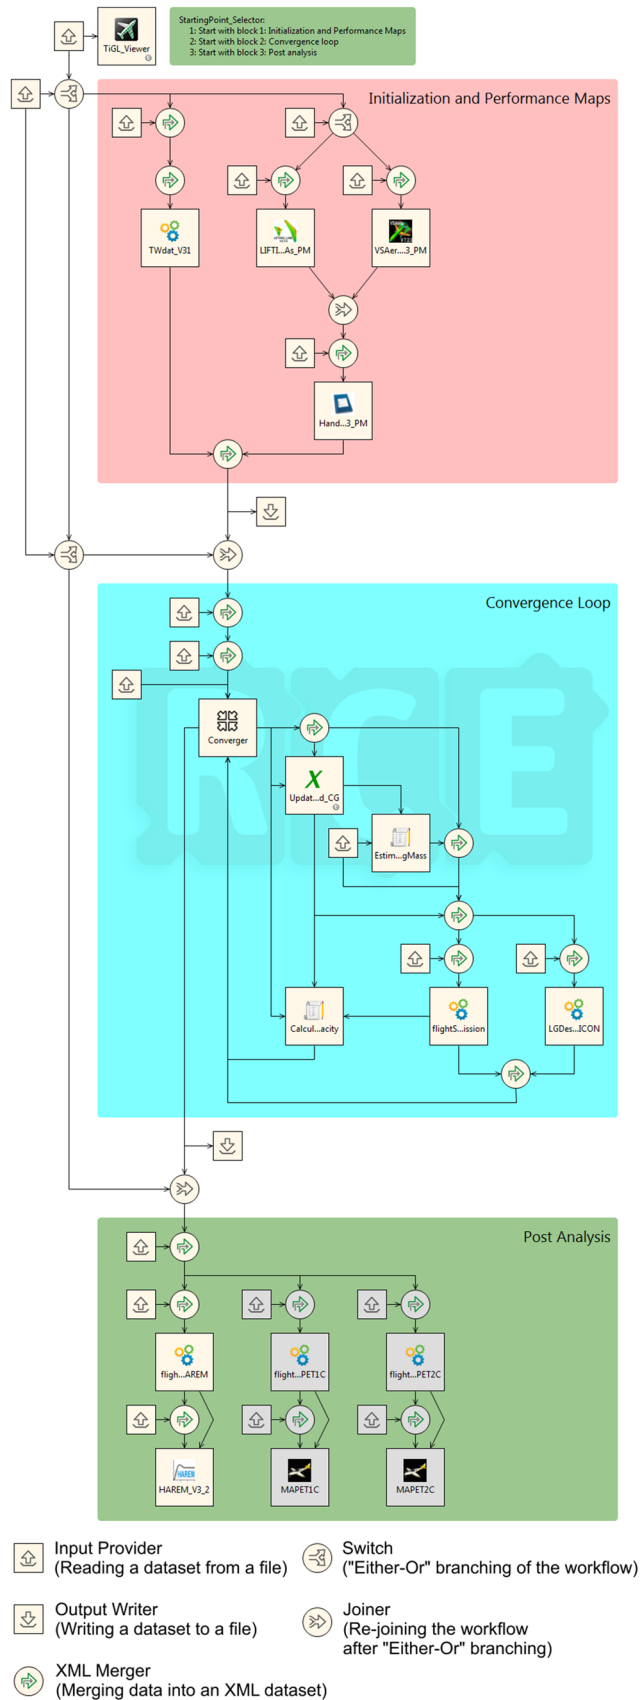 StartingPoint_Selector:
1: Start with block 1: Initialization and Performance Maps
2: Start with block 2: Convergence loop
3: Start with block 3: Post analysis
TiGL_Viewer
Initialization and Performance Maps
TWdat_V31
LIFTI...As_PM
VSAer....3_PM
Hand...3_PM
Convergence Loop
RCE
Converger
X
Updat...d_CG
Estim...gMass
Calcul...acity
flightS...ission
LGDes...ICON
Post Analysis
fligh...AREM
flight...PET1C
flight...PET2C
HAREM
HAREM_V3_2
MAPET1C
MAPET2C
Input Provider
(Reading a dataset from a file)
Switch
("Either-Or" branching of the workflow)
Output Writer
(Writing a dataset to a file)
Joiner
(Re-joining the workflow
after "Either-Or" branching)
XML Merger
(Merging data into an XML dataset)